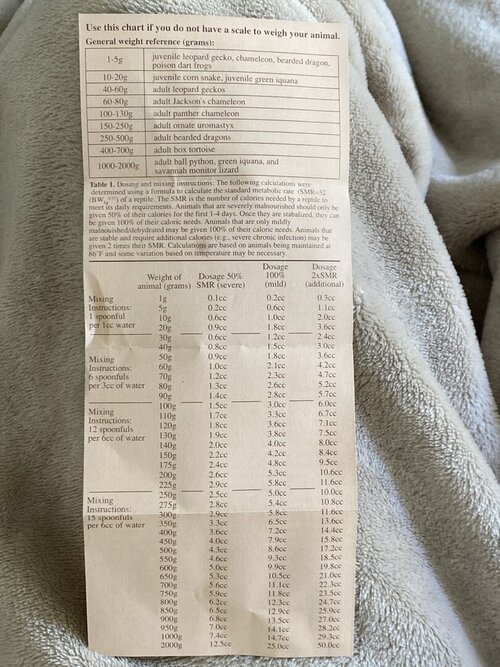 Use this chart if you do not have a scale to weigh your animal.
General weight reference (grams):
1-5g juvenile leopard gecko, chameleon, bearded dragon,
poison dart frogs
10-20g juvenile corn snake, juvenile green iquana
40-60g adult leopard geckos
60-80g adult Jackson's chameleon
100-130g adult panther chameleon
150-250g adult ornate uromastyx
250-500g adult bearded dragons
400-700g adult box tortoise
1000-2000g adult ball python, green iquana, and
savannah monitor lizard
Table 1. Dosing and mixing instructions. The following calculations were
determined using a formula to calculate the standard metabolic rate (SMR=32
of a reptile. The SMR is the number of calories needed by a reptile to
meet its daily requirements. Animals that are severely malnourished should only be
given 50% of their calories for the first 1-4 days. Once they are stabalized, they can
be given 100% of their caloric needs. Animals that are only mildly
malnourished/dehydrated may be given 100% of their caloric needs. Animals that
are stable and require additional calories (e.g., severe chronic infection) may be
given 2 times their SMR. Calculations are based on animals being maintained at
86°F and some variation based on temperature may be necessary.
Weight of animal (grams) Dosage 50% SMR (severe) Dosage 100% (mild) Dosage 2xSMR (additional)
Mixing Instructions: 1 spoonful per 1cc water
1g 0.1cc 0.2cc 0.3cc
5g 0.2cc 0.6cc 1.1cc
10g 0.6cc 1.0cc 2.0cc
20g 0.9cc 1.8cc 3.6cc
30g 0.6cc 1.2cc 2.4cc
40g 0.8cc 1.5cc 3.0cc
Mixing Instructions: 6 spoonfuls per 3cc of water
50g 0.9cc 1.8cc 3.6cc
60g 1.0cc 2.1cc 4.2cc
70g 1.2cc 2.3cc 4.7cc
80g 1.3cc 2.6cc 5.2cc
90g 1.4cc 2.8cc 5.7cc
100g 1.5cc 3.0cc 6.0cc
Mixing Instructions: 12 spoonfuls per 6cc of water
110g 1.7cc 3.3cc 6.7cc
120g 1.8cc 3.6cc 7.1cc
130g 1.9cc 3.8cc 7.5cc
140g 2.0cc 4.0cc 8.0cc
150g 2.2cc 4.2cc 8.4cc
175g 2.4cc 4.8cc 9.5cc
200g 2.6cc 5.3cc 10.6cc
225g 2.9cc 5.8cc 11.6cc
250g 2.5cc 5.0cc 10.0cc
Mixing Instructions: 15 spoonfuls per 6cc of water
275g 2.8cc 5.4cc 10.8cc
300g 2.9cc 5.8cc 11.6cc
350g 3.3cc 6.5cc 13.6cc
400g 3.6cc 7.2cc 14.4cc
450g 4.0cc 7.9cc 15.8cc
500g 4.3cc 8.6cc 17.2cc
550g 4.6cc 9.3cc 18.5cc
600g 5.0cc 9.9cc 19.8cc
650g 5.3cc 10.5cc 21.0cc
700g 5.6cc 11.1cc 22.3cc
750g 5.9cc 11.8cc 23.5cc
800g 6.2cc 12.3cc 24.7cc
850g 6.5cc 12.9cc 25.9cc
900g 6.8cc 13.5cc 27.0cc
950g 7.0cc 14.1cc 28.2cc
1000g 7.4cc 14.7cc 29.3cc
2000g 12.5cc 25.0cc 50.0cc